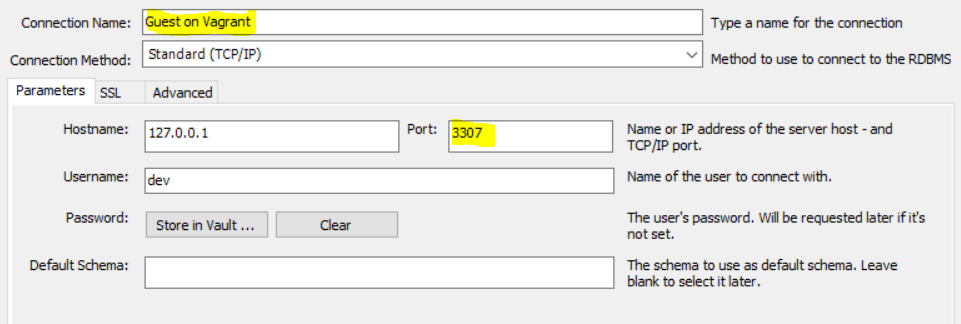 Connection Name: Guest on Vagrant Type a name for the connection
Connection Method: Standard (TCP/IP) Method to use to connect to the RDBMS
Parameters SSL Advanced
Hostname: 127.0.0.1 Port: 3307 Name or IP address of the server host - and
TCP/IP port.
Username: dev Name of the user to connect with.
Password: Store in Vault ... Clear The user's password. Will be requested later if it's
not set.
Default Schema: The schema to use as default schema. Leave
blank to select it later.